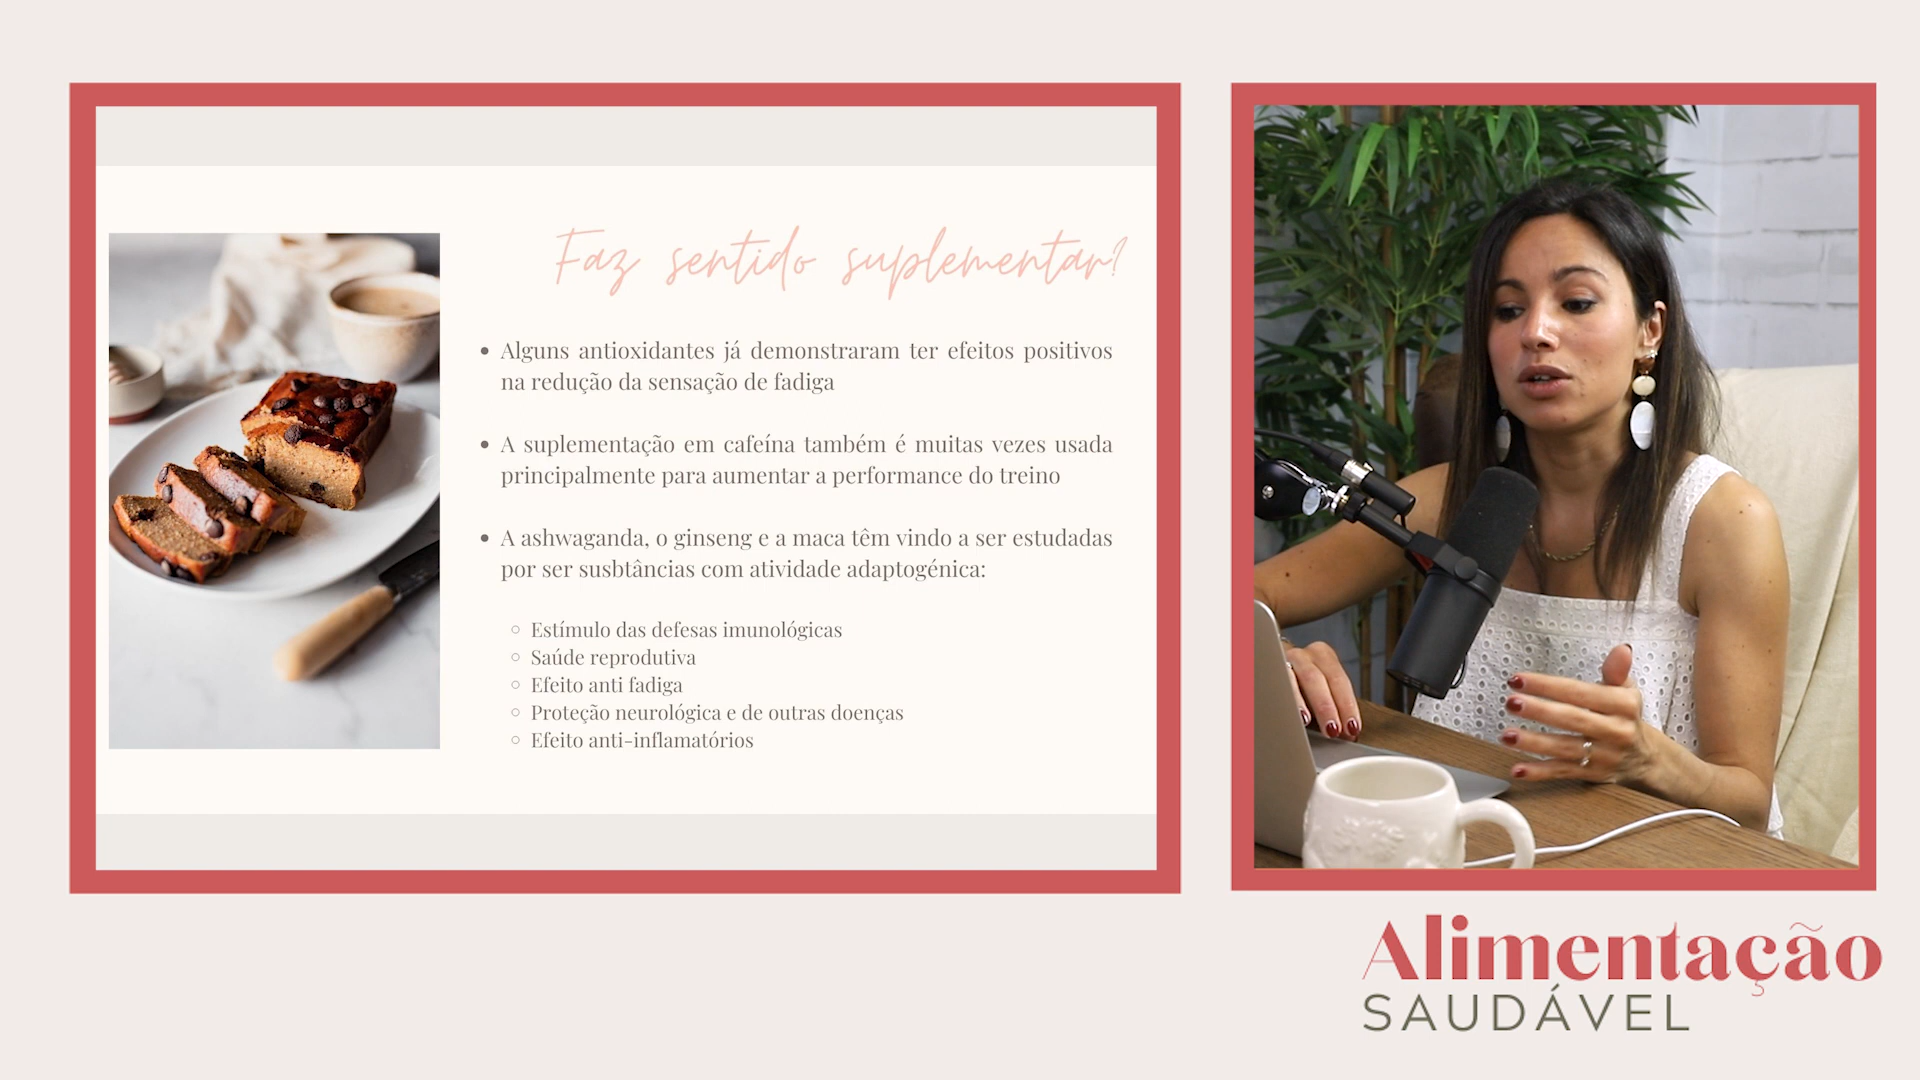 Faz sentido suplementar?
Alguns antioxidantes já demonstraram ter efeitos positivos
na redução da sensação de fadiga
A suplementação em cafeína também é muitas vezes usada
principalmente para aumentar a performance do treino
A ashwaganda, o ginseng e a maca têm vindo a ser estudadas
por ser susbtâncias com atividade adaptogénica:
Estímulo das defesas imunológicas
Saúde reprodutiva
Efeito anti fadiga
Proteção neurológica e de outras doenças
Efeito anti-inflamatórios
Alimentação
SAUDÁVEL